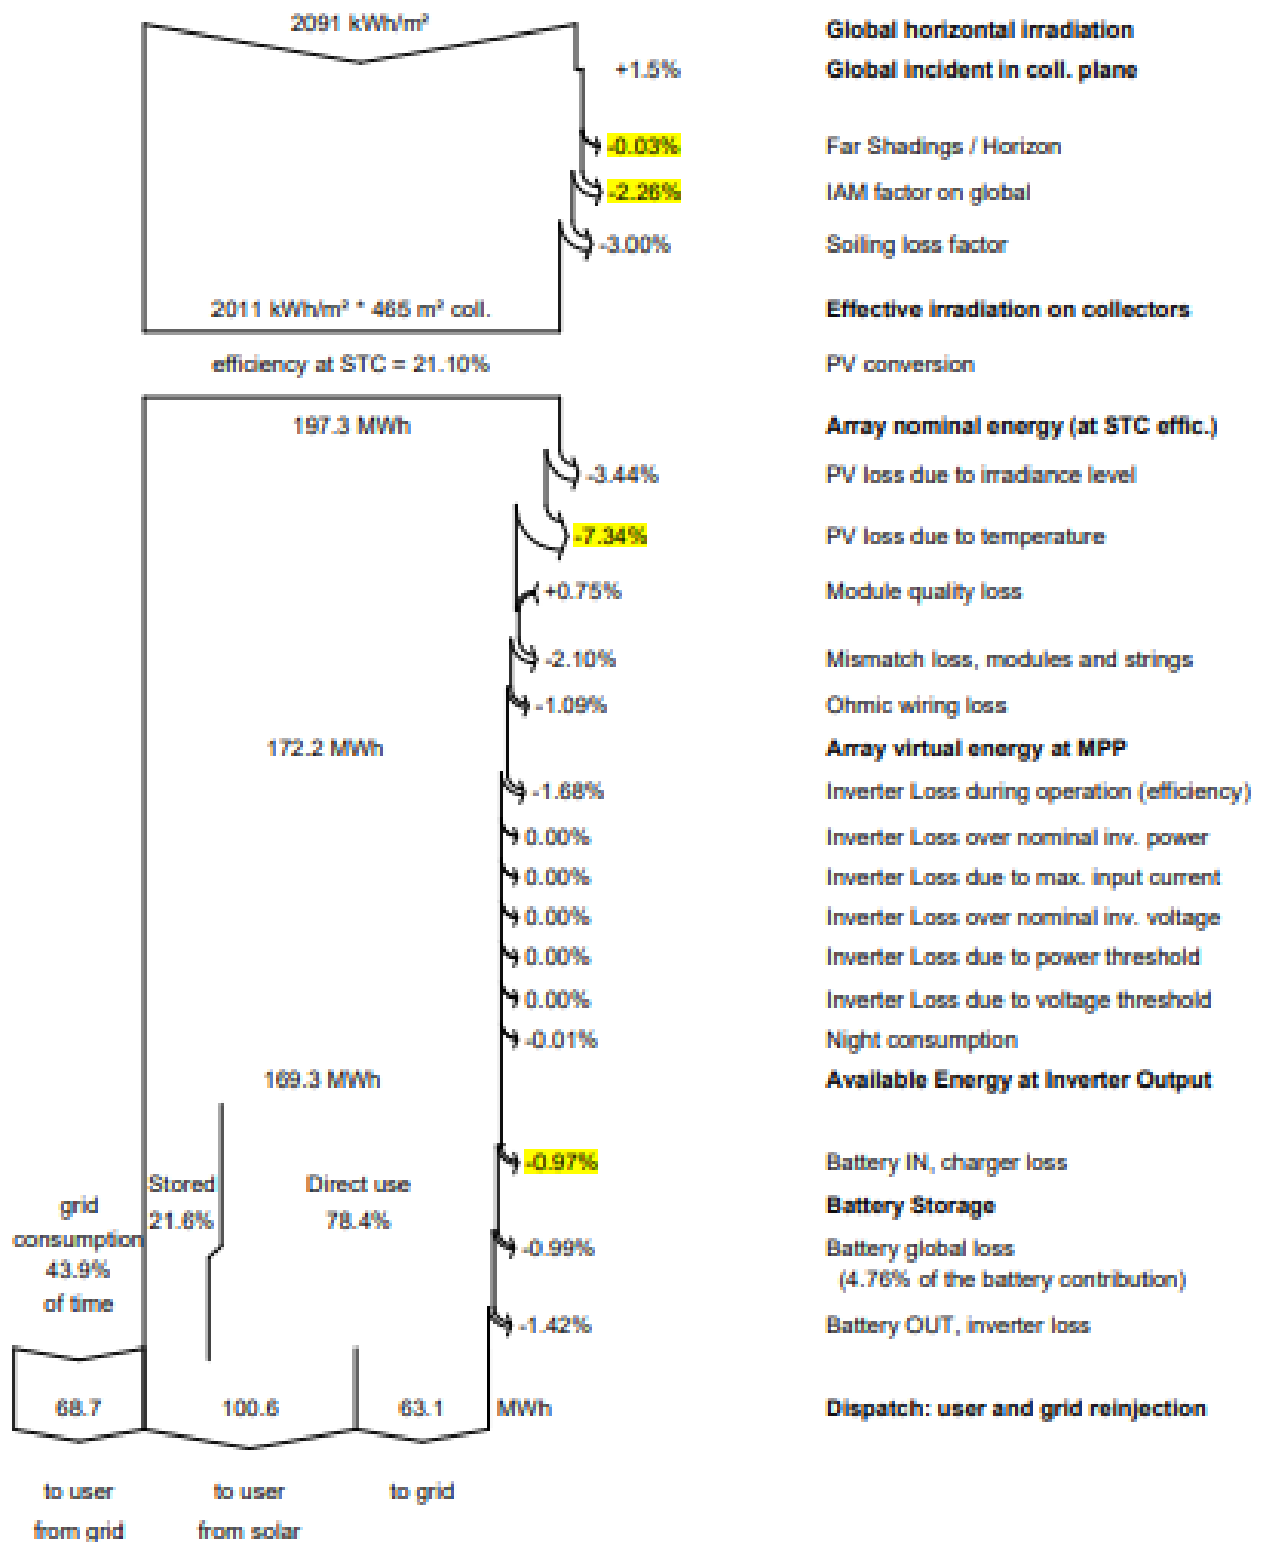 2091 kWh/m² Global horizontal irradiation
+1.5% Global incident in coll. plane
-0.03% Far Shadings / Horizon
-2.26% IAM factor on global
-3.00% Soiling loss factor
2011 kWh/m² * 465 m² coll. Effective irradiation on collectors
efficiency at STC = 21.10% PV conversion
197.3 MWh Array nominal energy (at STC effic.)
-3.44% PV loss due to irradiance level
-7.34% PV loss due to temperature
+0.75% Module quality loss
-2.10% Mismatch loss, modules and strings
-1.09% Ohmic wiring loss
172.2 MWh Array virtual energy at MPP
-1.68% Inverter Loss during operation (efficiency)
0.00% Inverter Loss over nominal inv. power
0.00% Inverter Loss due to max. input current
0.00% Inverter Loss over nominal inv. voltage
0.00% Inverter Loss due to power threshold
0.00% Inverter Loss due to voltage threshold
-0.01% Night consumption
169.3 MWh Available Energy at Inverter Output
-0.97% Battery IN, charger loss
Stored Direct use
grid Battery Storage
21.6% 78.4%
consumption -0.99% Battery global loss
43.9% (4.76% of the battery contribution)
of time
-1.42% Battery OUT, inverter loss
68.7 100.6 63.1 MWh Dispatch: user and grid reinjection
to user to user to grid
from grid from solar